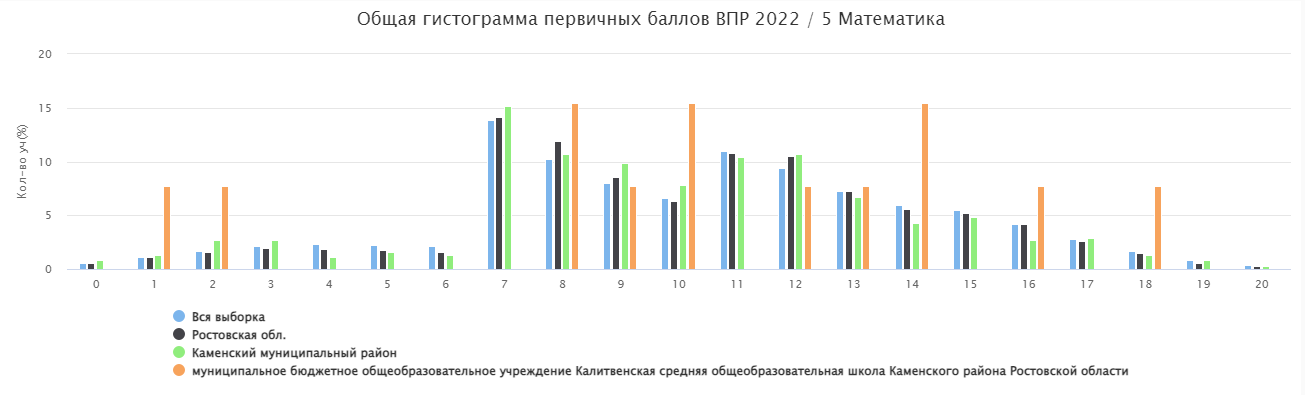 Общая гистограмма первичных баллов ВПР 2022 / 5 Математика
20
15
10
5
0
Кол-во уч(%)
0 1 2 3 4 5 6 7 8 9 10 11 12 13 14 15 16 17 18 19 20
Вся выборка
Ростовская обл.
Каменский муниципальный район
муниципальное бюджетное общеобразовательное учреждение Калитвенская средняя общеобразовательная школа Каменского района Ростовской области